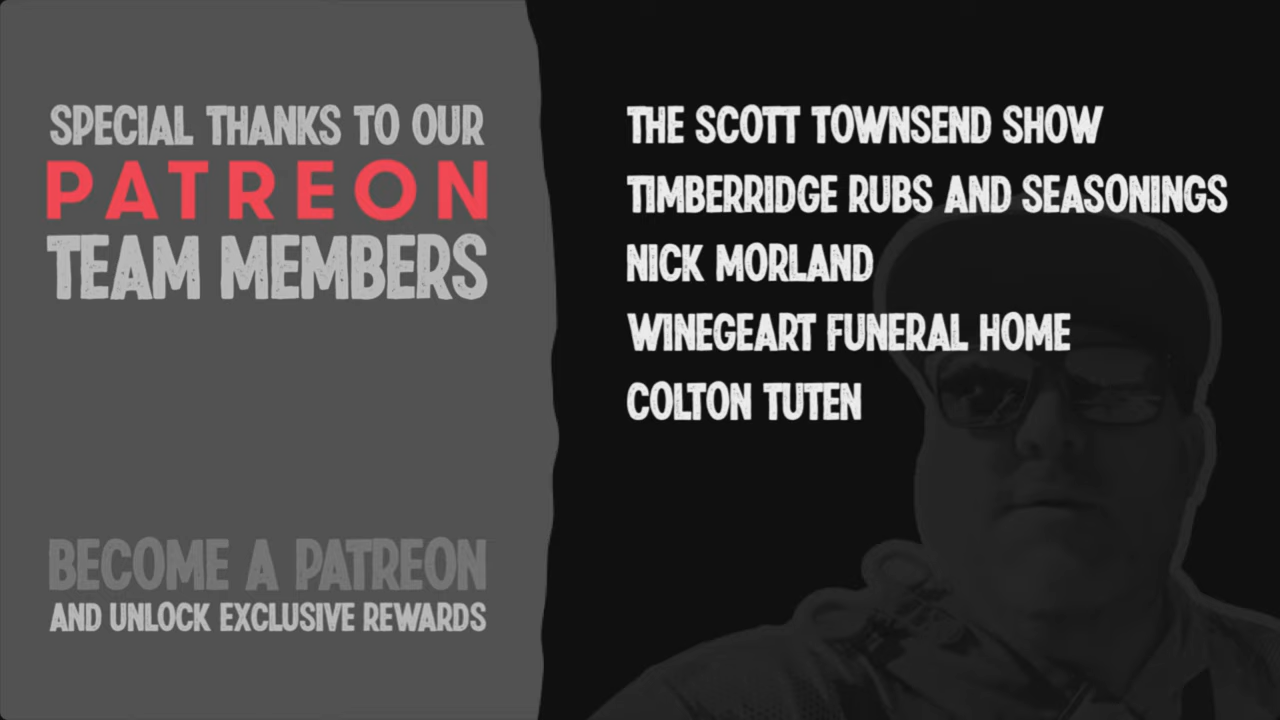 SPECIAL THANKS TO OUR
PATREON
TEAM MEMBERS
BECOME A PATREON
AND UNLOCK EXCLUSIVE REWARDS
THE SCOTT TOWNSEND SHOW
TIMBERRIDGE RUBS AND SEASONINGS
NICK MORLAND
WINEGEART FUNERAL HOME
COLTON TUTEN